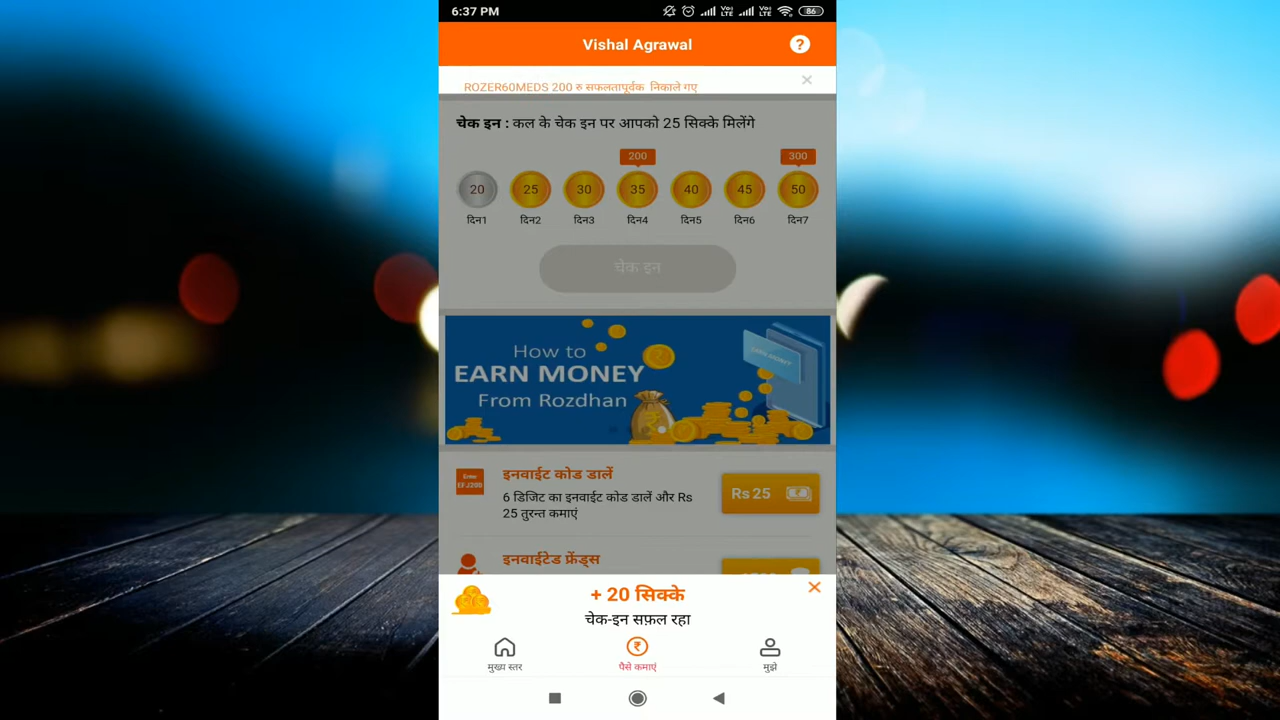 6:37 PM
86
Vishal Agrawal
?
ROZER60MEDS 200 रु सफलतापूर्वक निकाले गए
चेक इन : कल के चेक इन पर आपको 25 सिक्के मिलेंगे
200 300
20 25 30 35 40 45 50
दिन1 दिन2 दिन3 दिन4 दिन5 दिन6 दिन7
चेक इन
How to
EARN MONEY
From Rozdhan
EARN MONEY
इनवाईट कोड डालें
6 डिजिट का इनवाईट कोड डालें और Rs
25 तुरन्त कमाएं
Rs 25
इनवाईटेड फ्रेंड्स
+ 20 सिक्के
चेक-इन सफ़ल रहा
मुख्य स्तर पैसे कमाएं मुझे